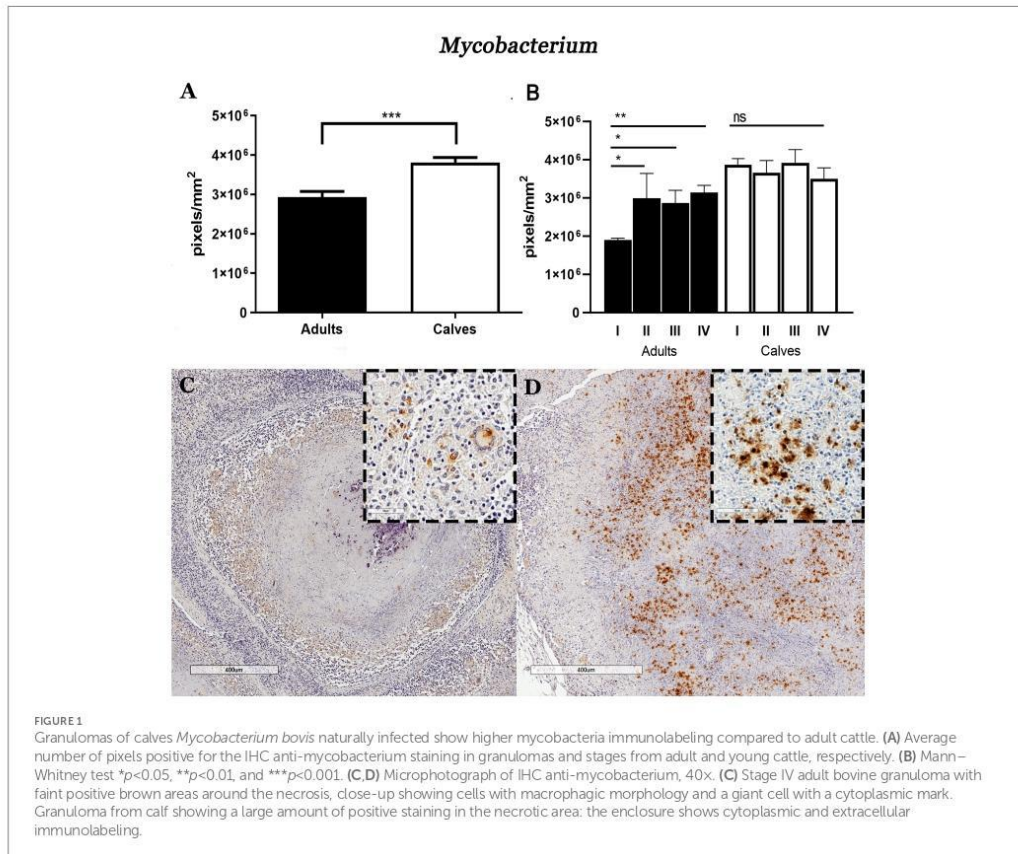 Mycobacterium
A
B
***
5×10⁶
4×10⁶
3×10⁶
2×10⁶
1×10⁶
0
pixels/mm²
Adults
Calves
**
*
*
ns
5×10⁶
4×10⁶
3×10⁶
2×10⁶
1×10⁶
0
pixels/mm²
I II III IV I II III IV
Adults Calves
C
D
400um
400um
FIGURE 1
Granulomas of calves Mycobacterium bovis naturally infected show higher mycobacteria immunolabeling compared to adult cattle. (A) Average
number of pixels positive for the IHC anti-mycobacterium staining in granulomas and stages from adult and young cattle, respectively. (B) Mann–
Whitney test *p<0.05, **p<0.01, and ***p<0.001. (C,D) Microphotograph of IHC anti-mycobacterium, 40×. (C) Stage IV adult bovine granuloma with
faint positive brown areas around the necrosis, close-up showing cells with macrophagic morphology and a giant cell with a cytoplasmic mark.
Granuloma from calf showing a large amount of positive staining in the necrotic area: the enclosure shows cytoplasmic and extracellular
immunolabeling.